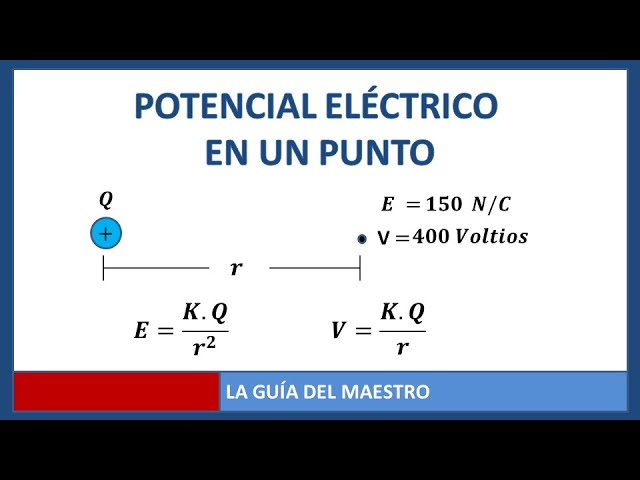 POTENCIAL ELÉCTRICO
EN UN PUNTO
Q
+
E = 150 N/C
V = 400 Voltios
r
E = K.Q / r²
V = K.Q / r
LA GUÍA DEL MAESTRO